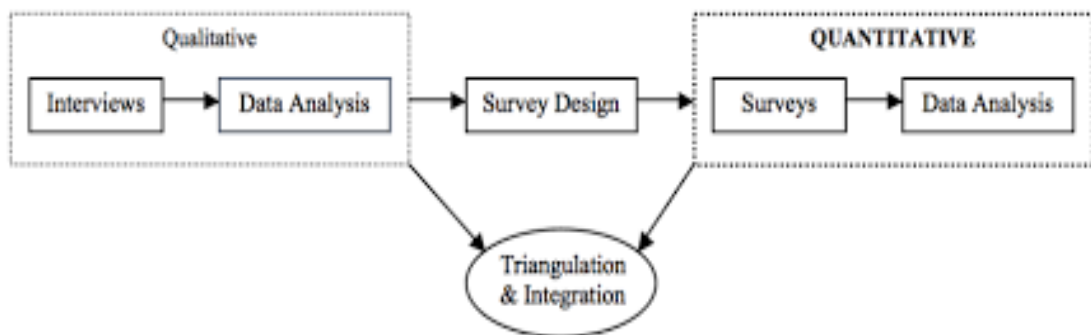 Qualitative
QUANTITATIVE
Interviews
Data Analysis
Survey Design
Surveys
Data Analysis
Triangulation
& Integration